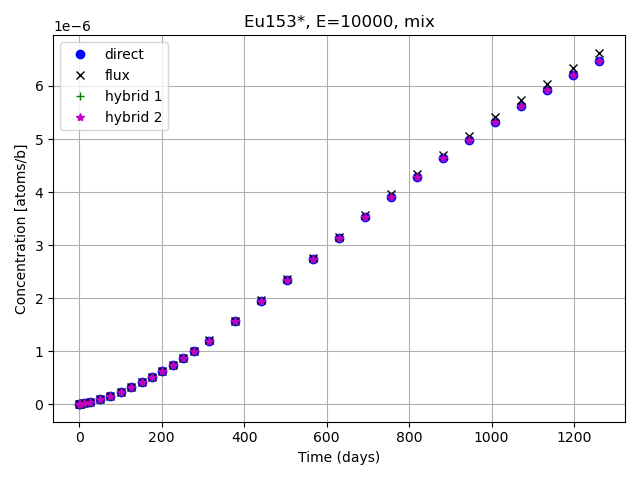 Eu153*, E=10000, mix
1e−6
direct
flux
hybrid 1
hybrid 2
6
5
4
3
2
1
0
Concentration [atoms/b]
0 200 400 600 800 1000 1200
Time (days)